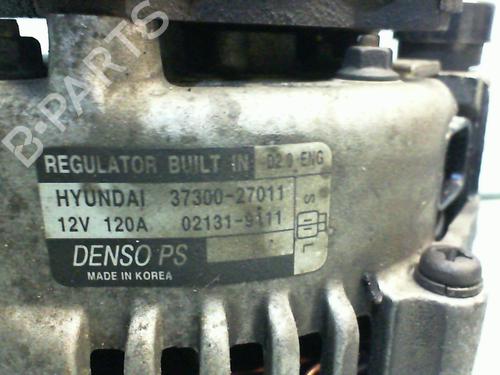 B-PARTS
REGULATOR BUILT IN D2.0 ENG
HYUNDAI 37300-27011
12V 120A 02131-9111
S
L
DENSO PS
MADE IN KOREA